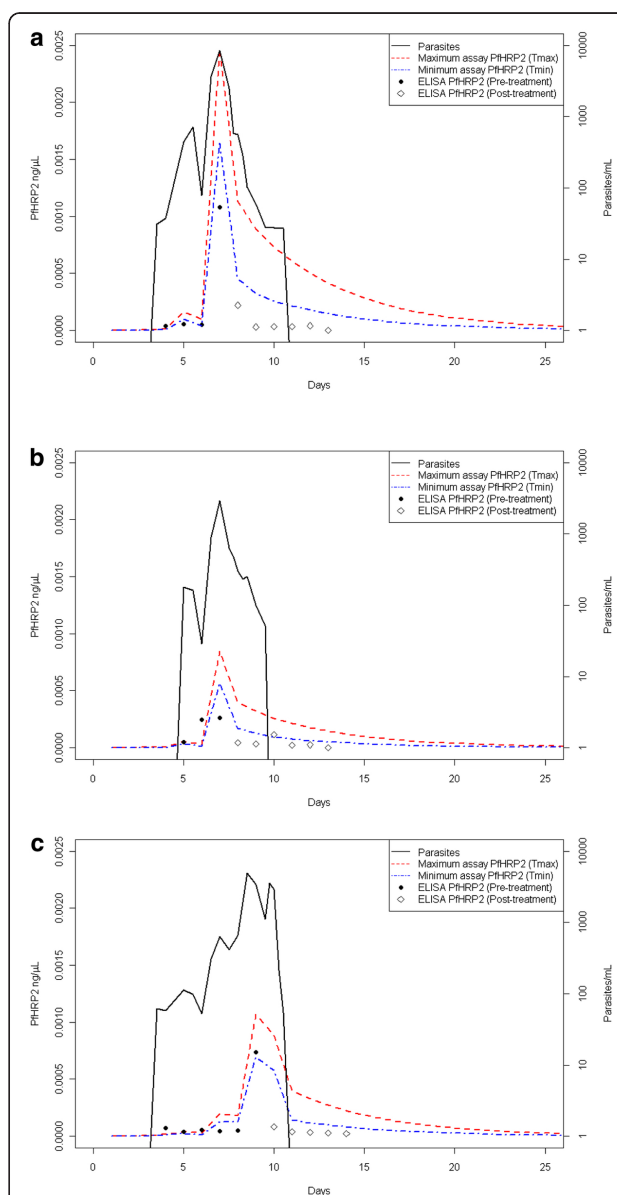 a
0.0025
0.0020
0.0015
0.0010
0.0005
0.0000
PfHRP2 ng/µL
Parasites
Maximum assay PfHRP2 (Tmax)
Minimum assay PfHRP2 (Tmin)
ELISA PfHRP2 (Pre-treatment)
ELISA PfHRP2 (Post-treatment)
10000
1000
100
10
1
Parasites/mL
0 5 10 15 20 25
Days
b
0.0025
0.0020
0.0015
0.0010
0.0005
0.0000
PfHRP2 ng/µL
Parasites
Maximum assay PfHRP2 (Tmax)
Minimum assay PfHRP2 (Tmin)
ELISA PfHRP2 (Pre-treatment)
ELISA PfHRP2 (Post-treatment)
10000
1000
100
10
1
Parasites/mL
0 5 10 15 20 25
Days
c
0.0025
0.0020
0.0015
0.0010
0.0005
0.0000
PfHRP2 ng/µL
Parasites
Maximum assay PfHRP2 (Tmax)
Minimum assay PfHRP2 (Tmin)
ELISA PfHRP2 (Pre-treatment)
ELISA PfHRP2 (Post-treatment)
10000
1000
100
10
1
Parasites/mL
0 5 10 15 20 25
Days